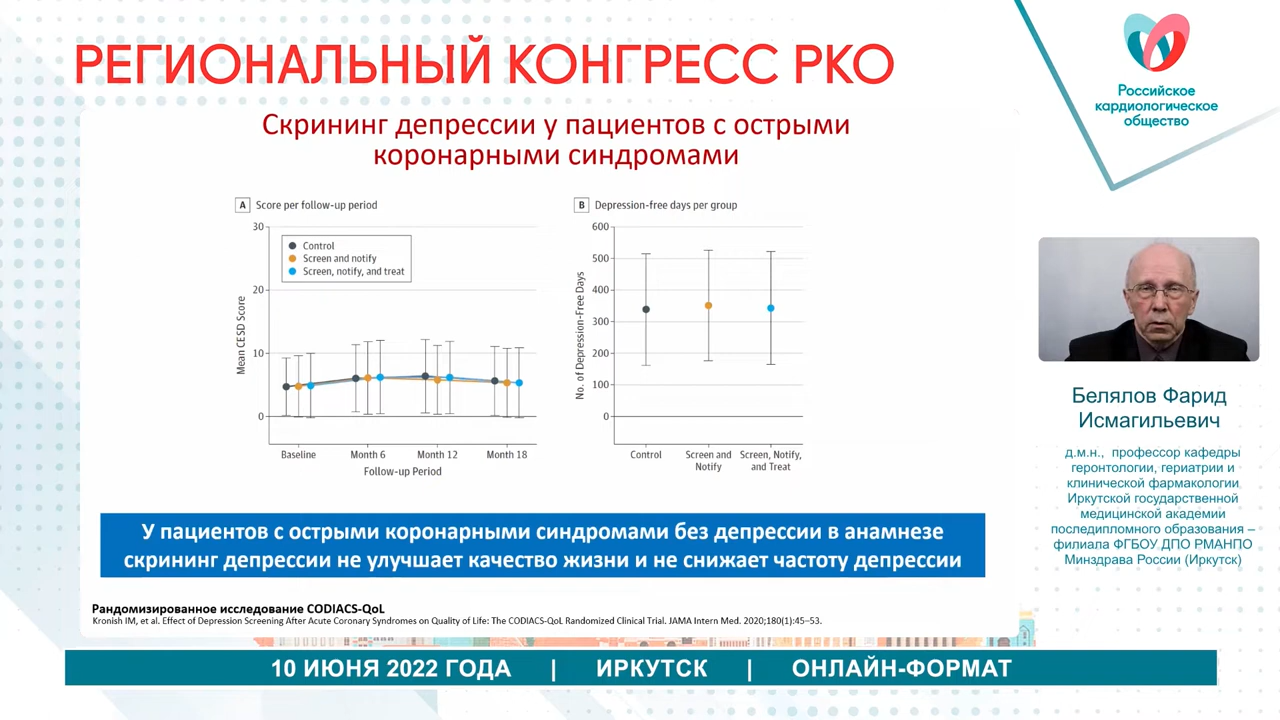 РЕГИОНАЛЬНЫЙ КОНГРЕСС РКО
Российское
кардиологическое
общество
Скрининг депрессии у пациентов с острыми
коронарными синдромами
A Score per follow-up period
30
20
10
0
Mean CESD Score
Control
Screen and notify
Screen, notify, and treat
Baseline Month 6 Month 12 Month 18
Follow-up Period
B Depression-free days per group
600
500
400
300
200
100
0
No. of Depression-Free Days
Control Screen and Screen, Notify,
Notify and Treat
У пациентов с острыми коронарными синдромами без депрессии в анамнезе
скрининг депрессии не улучшает качество жизни и не снижает частоту депрессии
Рандомизированное исследование CODIACS-QoL
Kronish IM, et al. Effect of Depression Screening After Acute Coronary Syndromes on Quality of Life: The CODIACS-QoL Randomized Clinical Trial. JAMA Intern Med. 2020;180(1):45–53.
Белялов Фарид
Исмагильевич
д.м.н., профессор кафедры
геронтологии, гериатрии и
клинической фармакологии
Иркутской государственной
медицинской академии
последипломного образования –
филиала ФГБОУ ДПО РМАНПО
Минздрава России (Иркутск)
10 ИЮНЯ 2022 ГОДА | ИРКУТСК | ОНЛАЙН-ФОРМАТ